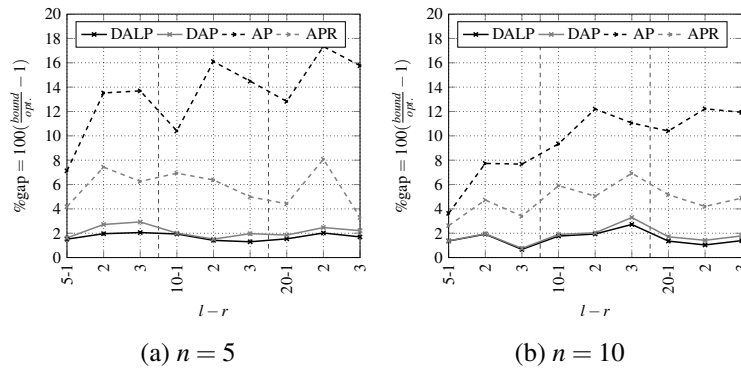 20
18
16
14
12
10
8
6
4
2
0
%gap = 100(bound/opt. − 1)
DALP DAP AP APR
5-1 2 3 10-1 2 3 20-1 2 3
l − r
(a) n = 5
20
18
16
14
12
10
8
6
4
2
0
%gap = 100(bound/opt. − 1)
DALP DAP AP APR
5-1 2 3 10-1 2 3 20-1 2 3
l − r
(b) n = 10